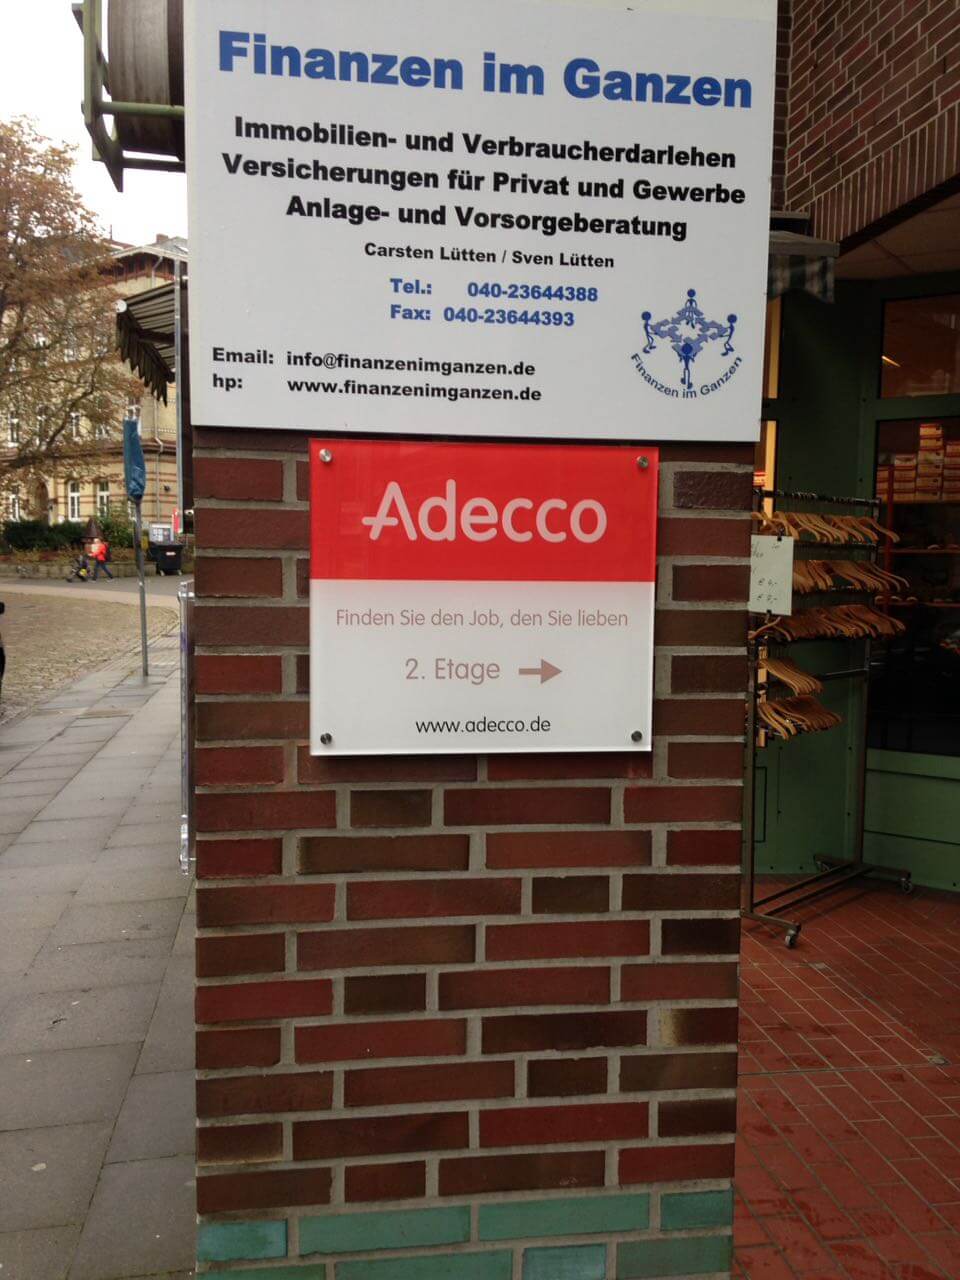 Finanzen im Ganzen
Immobilien- und Verbraucherdarlehen
Versicherungen für Privat und Gewerbe
Anlage- und Vorsorgeberatung
Carsten Lütten / Sven Lütten
Tel.: 040-23644388
Fax: 040-23644393
Email: info@finanzenimganzen.de
hp: www.finanzenimganzen.de
Finanzen im Ganzen
Adecco
Finden Sie den Job, den Sie lieben
2. Etage →
www.adecco.de